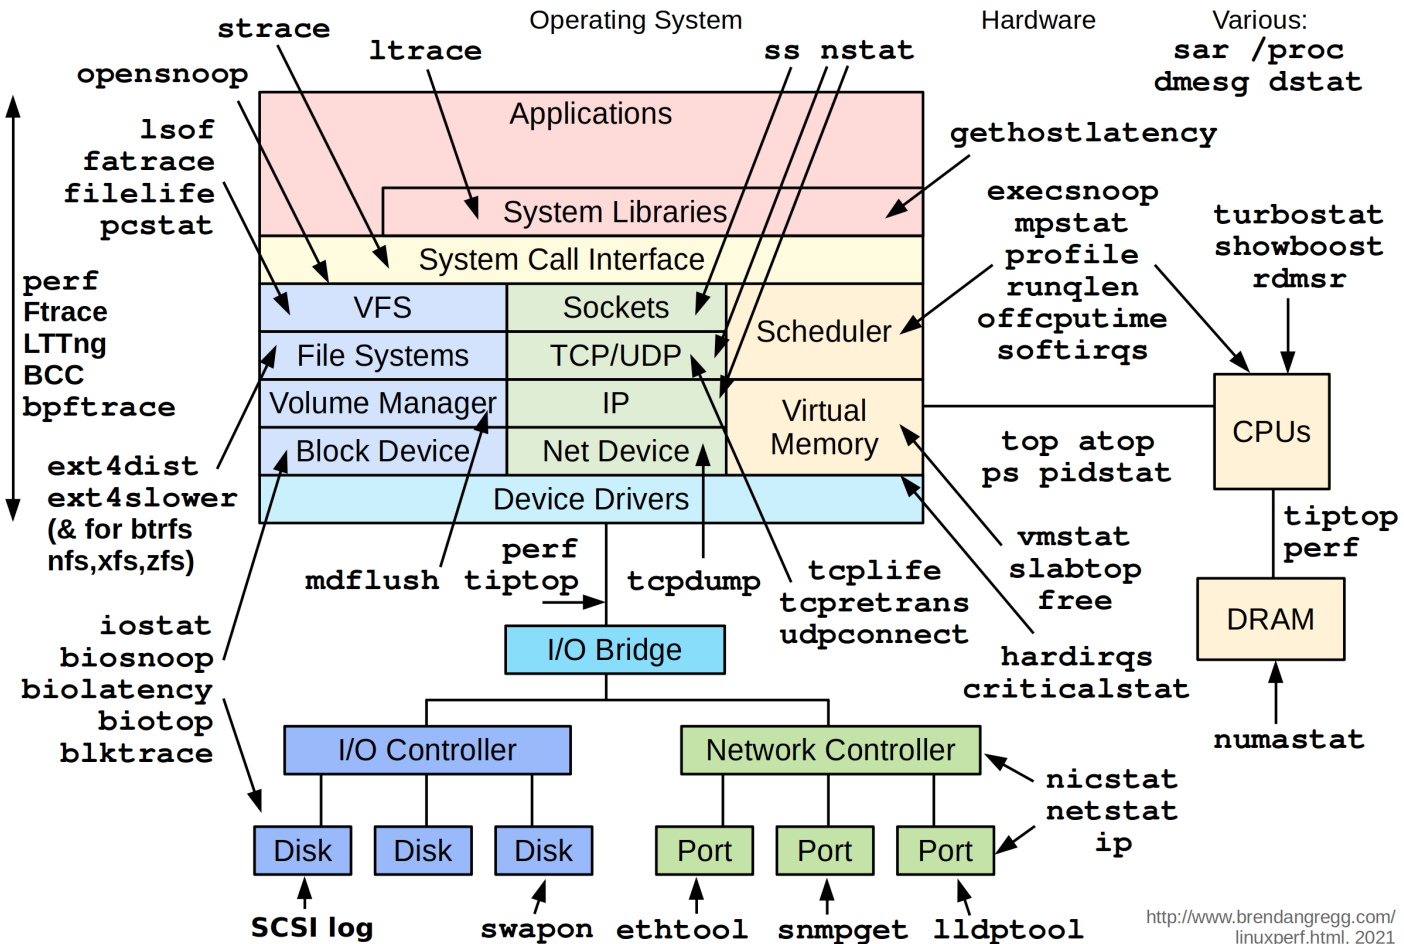 Operating System
Hardware
Various:
sar /proc
dmesg dstat
strace
ltrace
ss nstat
opensnoop
lsof
fatrace
filelife
pcstat
gethostlatency
execsnoop
mpstat
profile
runqlen
offcputime
softirqs
turbostat
showboost
rdmsr
perf
Ftrace
LTTng
BCC
bpftrace
Applications
System Libraries
System Call Interface
VFS
Sockets
Scheduler
File Systems
TCP/UDP
Volume Manager
IP
Virtual
Memory
Block Device
Net Device
Device Drivers
CPUs
top atop
ps pidstat
tiptop
perf
DRAM
numastat
ext4dist
ext4slower
(& for btrfs
nfs,xfs,zfs)
mdflush
perf
tiptop
tcpdump
tcplife
tcpretrans
udpconnect
vmstat
slabtop
free
hardirqs
criticalstat
iostat
biosnoop
biolatency
biotop
blktrace
I/O Bridge
I/O Controller
Network Controller
nicstat
netstat
ip
Disk
Disk
Disk
Port
Port
Port
SCSI log
swapon
ethtool
snmpget
lldptool
http://www.brendangregg.com/
linuxperf.html, 2021